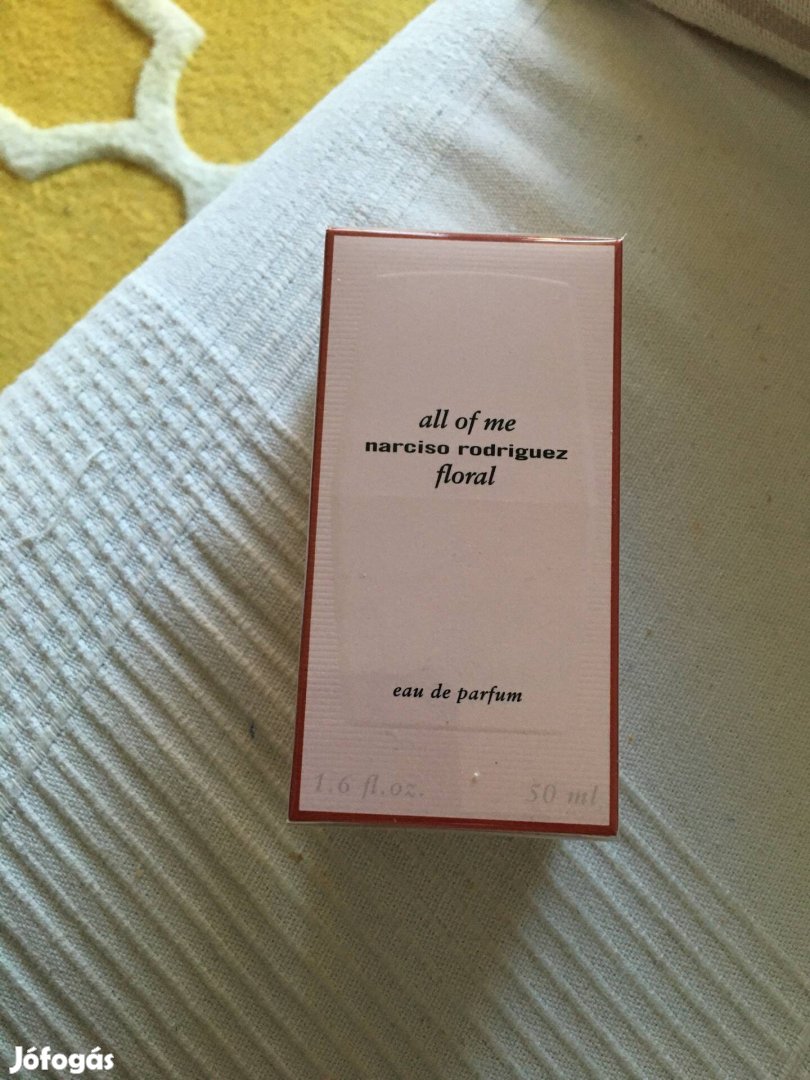 all of me
narciso rodriguez
floral
eau de parfum
1.6 fl.oz. 50 ml
Jófogás